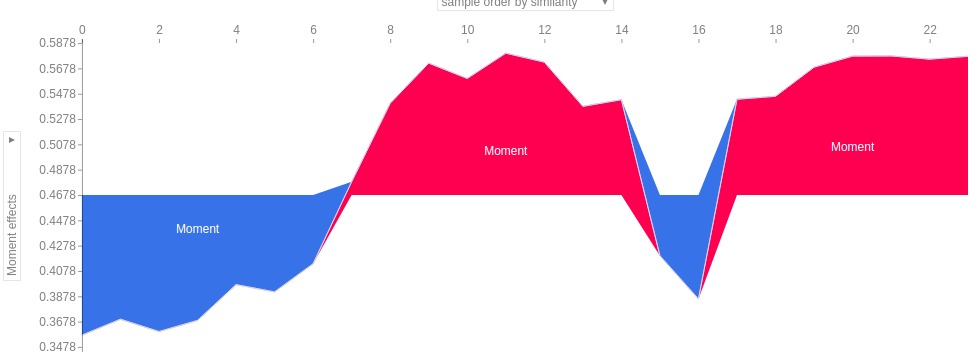 sample order by similarity ▼
0 2 4 6 8 10 12 14 16 18 20 22
0.5878
0.5678
0.5478
0.5278
0.5078
0.4878
0.4678
0.4478
0.4278
0.4078
0.3878
0.3678
0.3478
Moment effects ▲
Moment
Moment
Moment